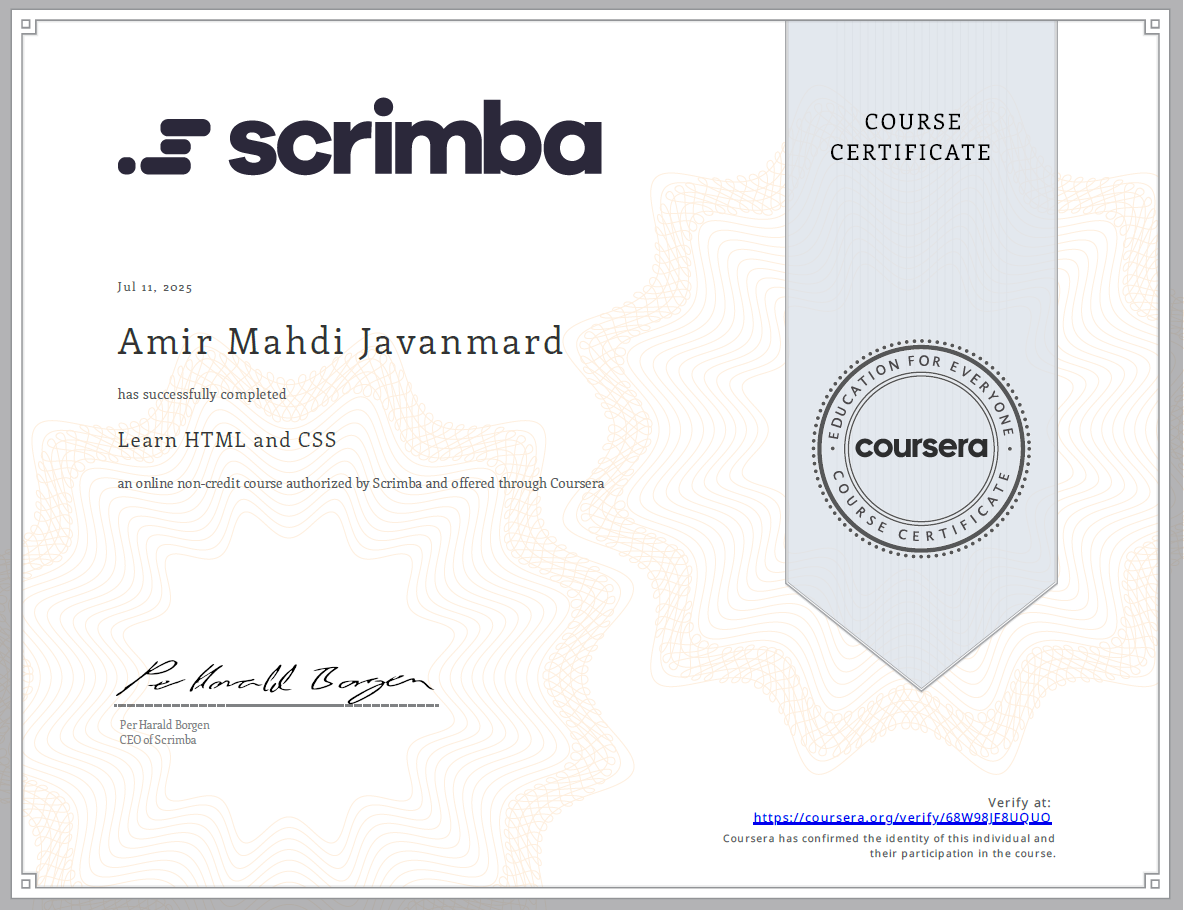 scrimba
COURSE
CERTIFICATE
Jul 11, 2025
Amir Mahdi Javanmard
has successfully completed
Learn HTML and CSS
an online non-credit course authorized by Scrimba and offered through Coursera
EDUCATION FOR EVERYONE
coursera
COURSE CERTIFICATE
Per Harald Borgen
Per Harald Borgen
CEO of Scrimba
Verify at:
https://coursera.org/verify/68W98JF8UQUO
Coursera has confirmed the identity of this individual and
their participation in the course.